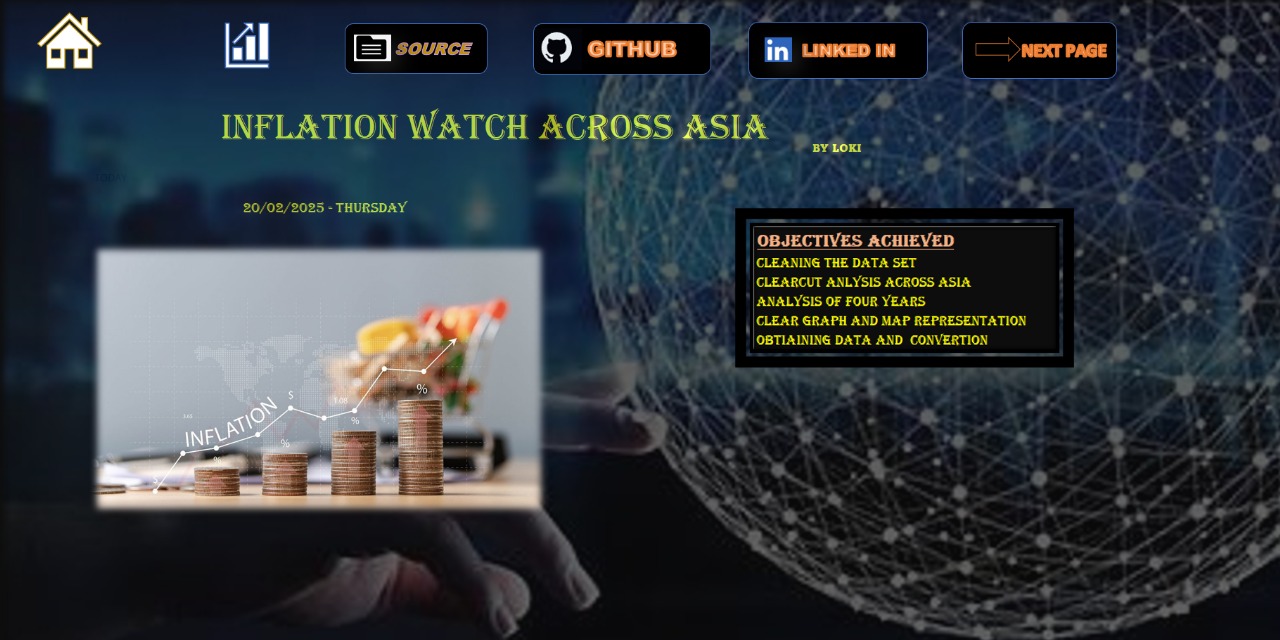 SOURCE
GITHUB
LINKED IN
NEXT PAGE
INFLATION WATCH ACROSS ASIA
BY LOKI
20/02/2025 - THURSDAY
OBJECTIVES ACHIEVED
CLEANING THE DATA SET
CLEARCUT ANLYSIS ACROSS ASIA
ANALYSIS OF FOUR YEARS
CLEAR GRAPH AND MAP REPRESENTATION
OBTIAINING DATA AND CONVERTION
INFLATION
$
%
%
%
%